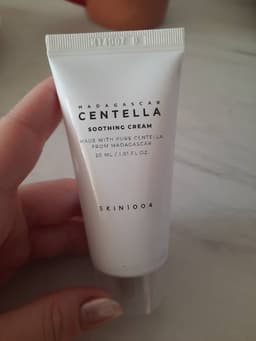 MADAGASCAR
CENTELLA
SOOTHING CREAM
MADE WITH PURE CENTELLA
FROM MADAGASCAR
30 ML / 1.01 FL. OZ.
SKIN1004